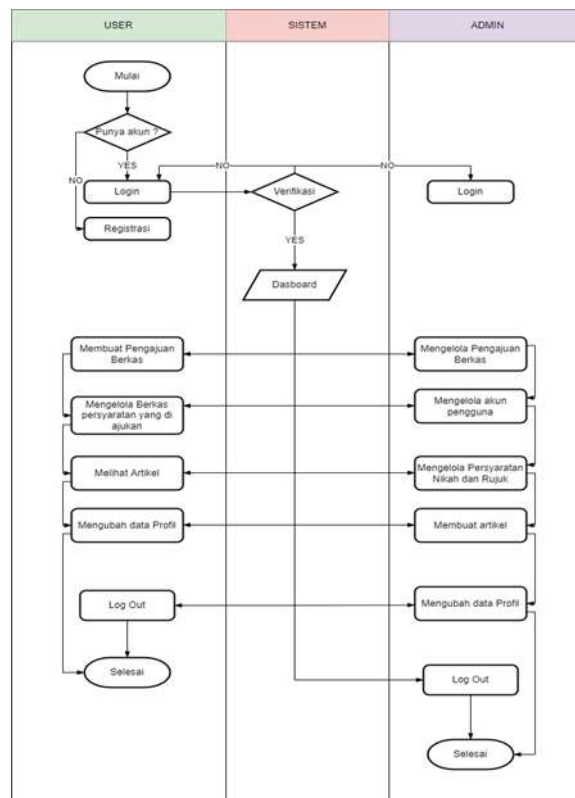 USER
SISTEM
ADMIN
Mulai
Punya akun ?
YES
NO
NO
NO
Login
Verifikasi
Login
Registrasi
YES
Dasboard
Membuat Pengajuan
Berkas
Mengelola Pengajuan
Berkas
Mengelola Berkas
persyaratan yang di
ajukan
Mengelola akun
pengguna
Melihat Artikel
Mengelola Persyaratan
Nikah dan Rujuk
Mengubah data Profil
Membuat artikel
Log Out
Mengubah data Profil
Selesai
Log Out
Selesai